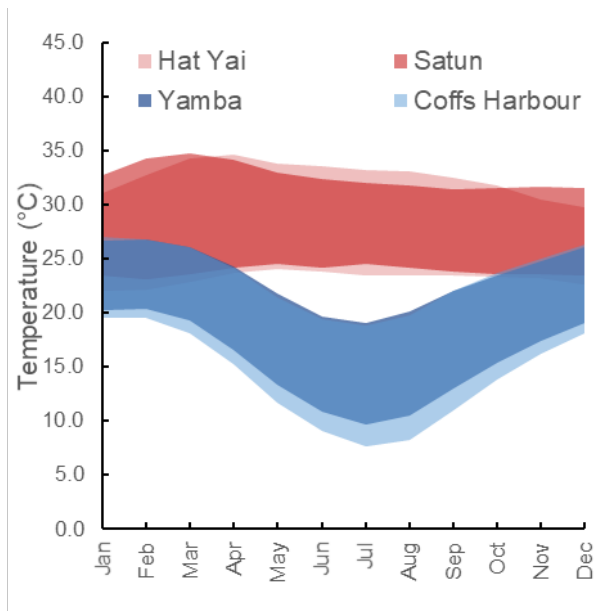 45.0
Hat Yai Satun
40.0
Yamba Coffs Harbour
35.0
30.0
25.0
20.0
15.0
10.0
5.0
0.0
Temperature (°C)
Jan Feb Mar Apr May Jun Jul Aug Sep Oct Nov Dec